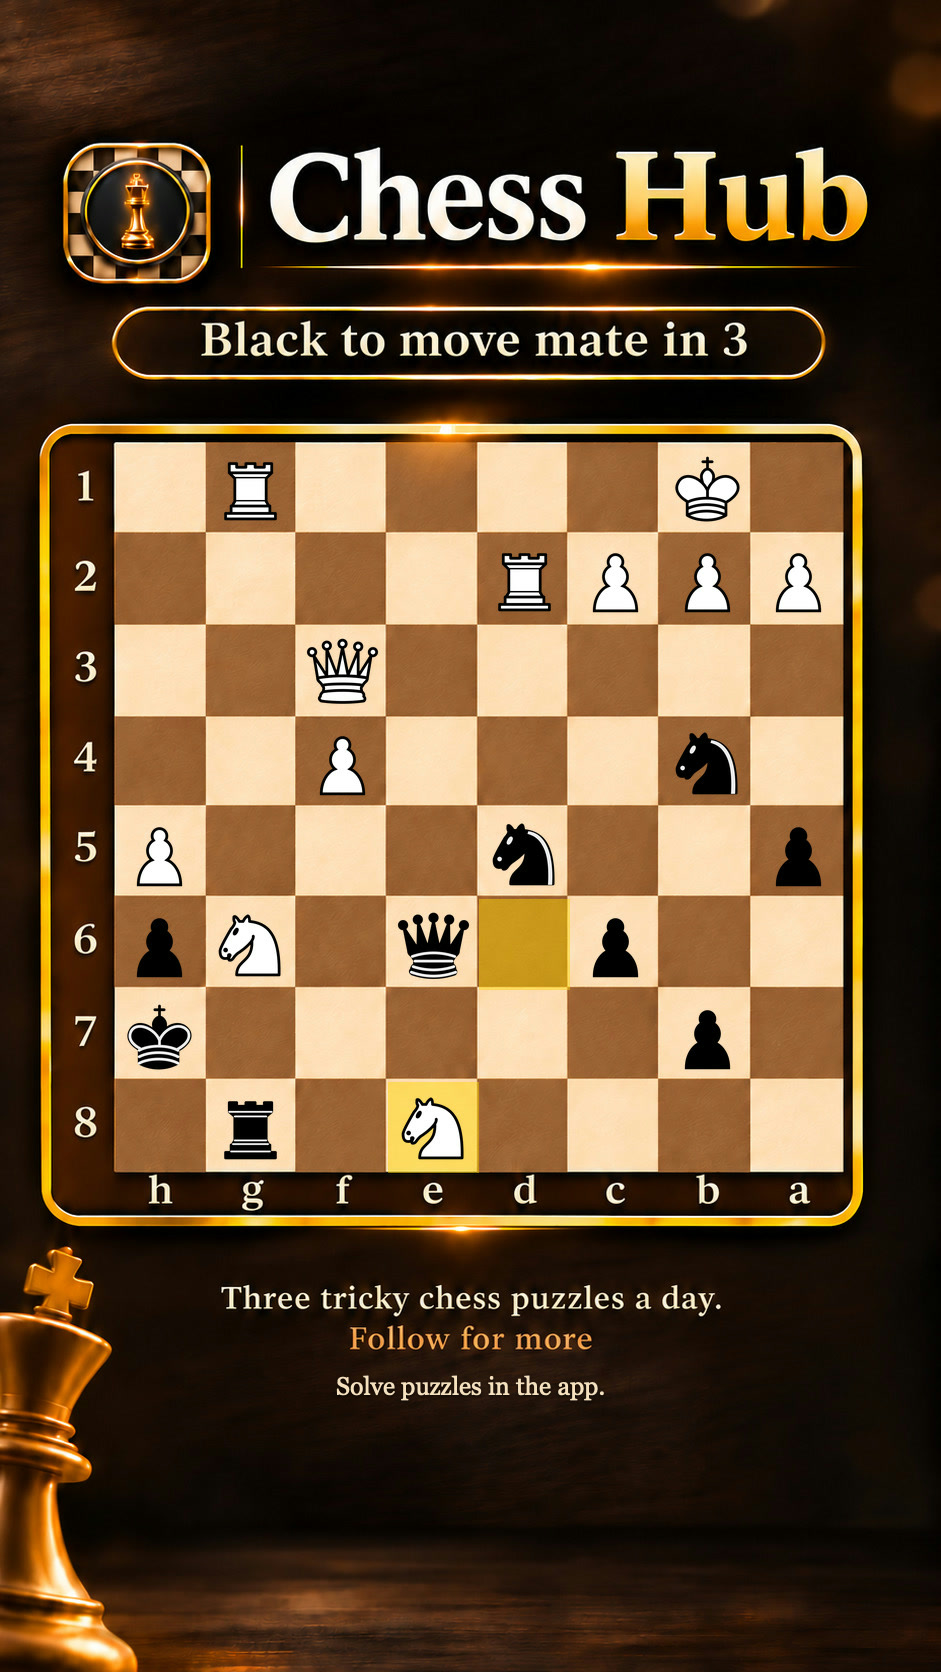 Chess Hub
Black to move mate in 3
1
2
3
4
5
6
7
8
h g f e d c b a
Three tricky chess puzzles a day.
Follow for more
Solve puzzles in the app.